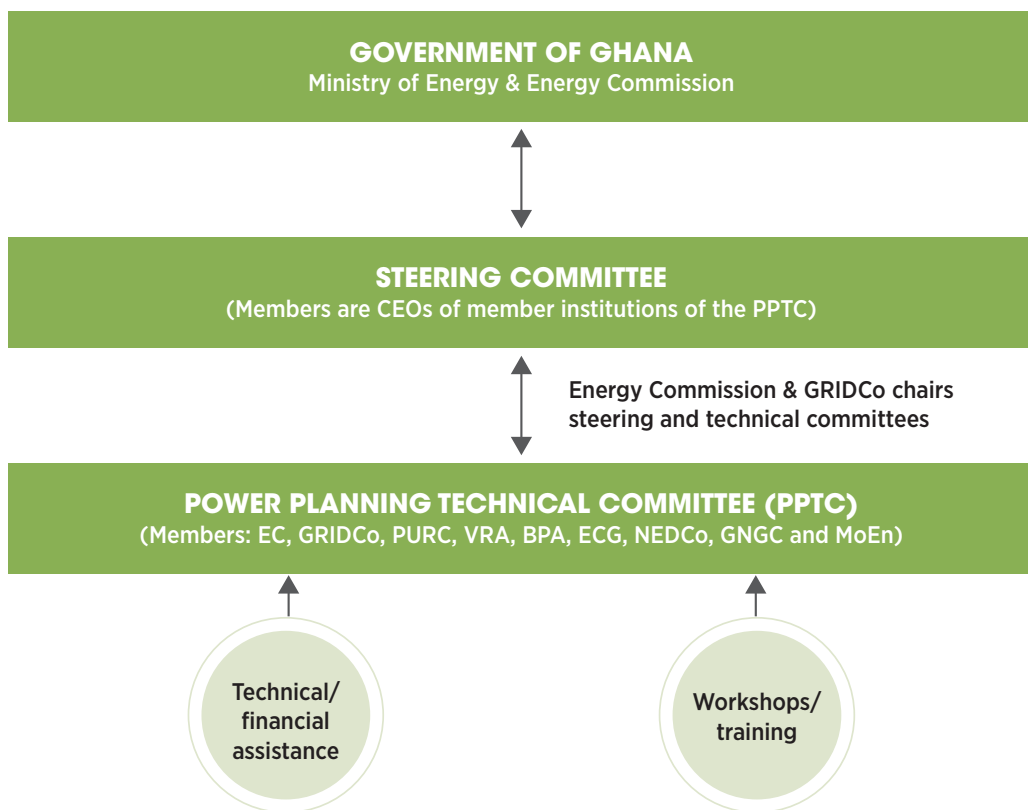 GOVERNMENT OF GHANA
Ministry of Energy & Energy Commission
STEERING COMMITTEE
(Members are CEOs of member institutions of the PPTC)
Energy Commission & GRIDCo chairs
steering and technical committees
POWER PLANNING TECHNICAL COMMITTEE (PPTC)
(Members: EC, GRIDCo, PURC, VRA, BPA, ECG, NEDCo, GNGC and MoEn)
Technical/
financial
assistance
Workshops/
training